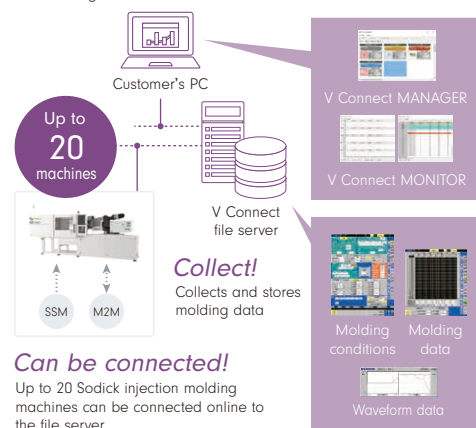 Customer's PC
V Connect MANAGER
V Connect MONITOR
Up to
20
machines
V Connect
file server
SSM
M2M
Collect!
Collects and stores
molding data
Molding
conditions
Molding
data
Waveform data
Can be connected!
Up to 20 Sodick injection molding
machines can be connected online to
the file server